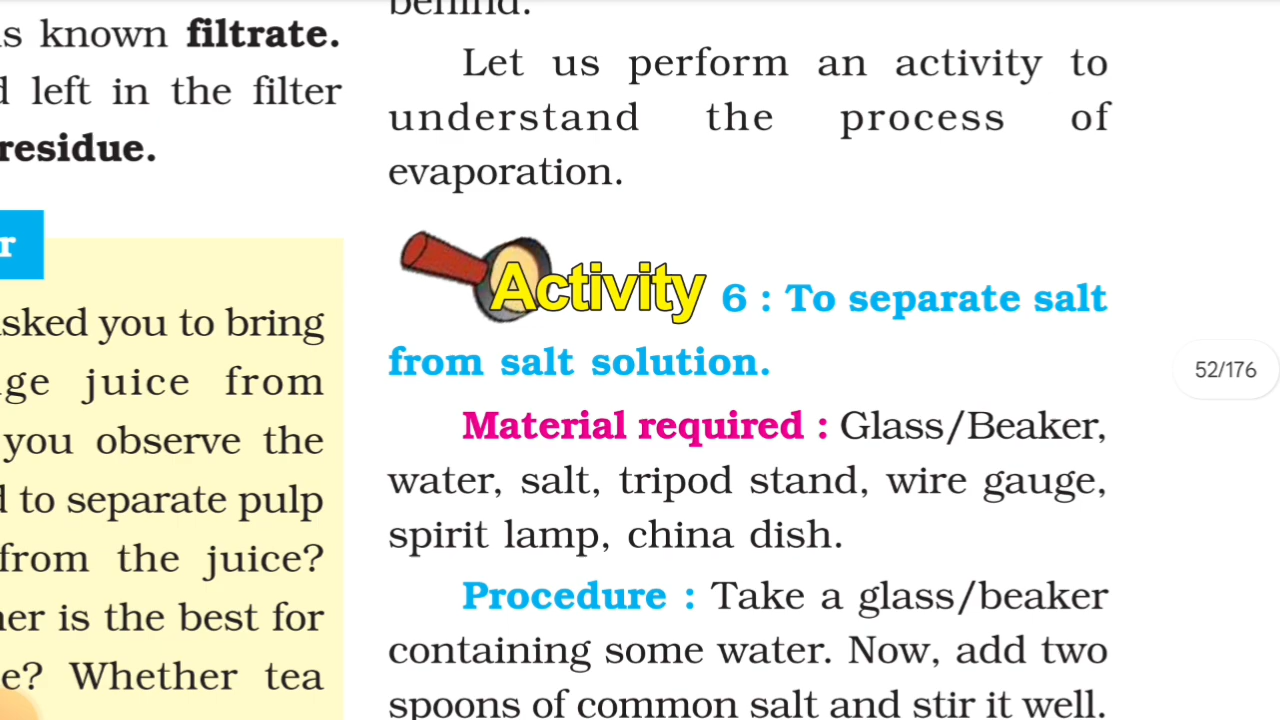 s known filtrate.
left in the filter
residue.
r
asked you to bring
ge juice from
you observe the
to separate pulp
from the juice?
er is the best for
e? Whether tea
behind.
Let us perform an activity to
understand the process of
evaporation.
Activity 6 : To separate salt
from salt solution.
Material required : Glass/Beaker,
water, salt, tripod stand, wire gauge,
spirit lamp, china dish.
Procedure : Take a glass/beaker
containing some water. Now, add two
spoons of common salt and stir it well.
52/176